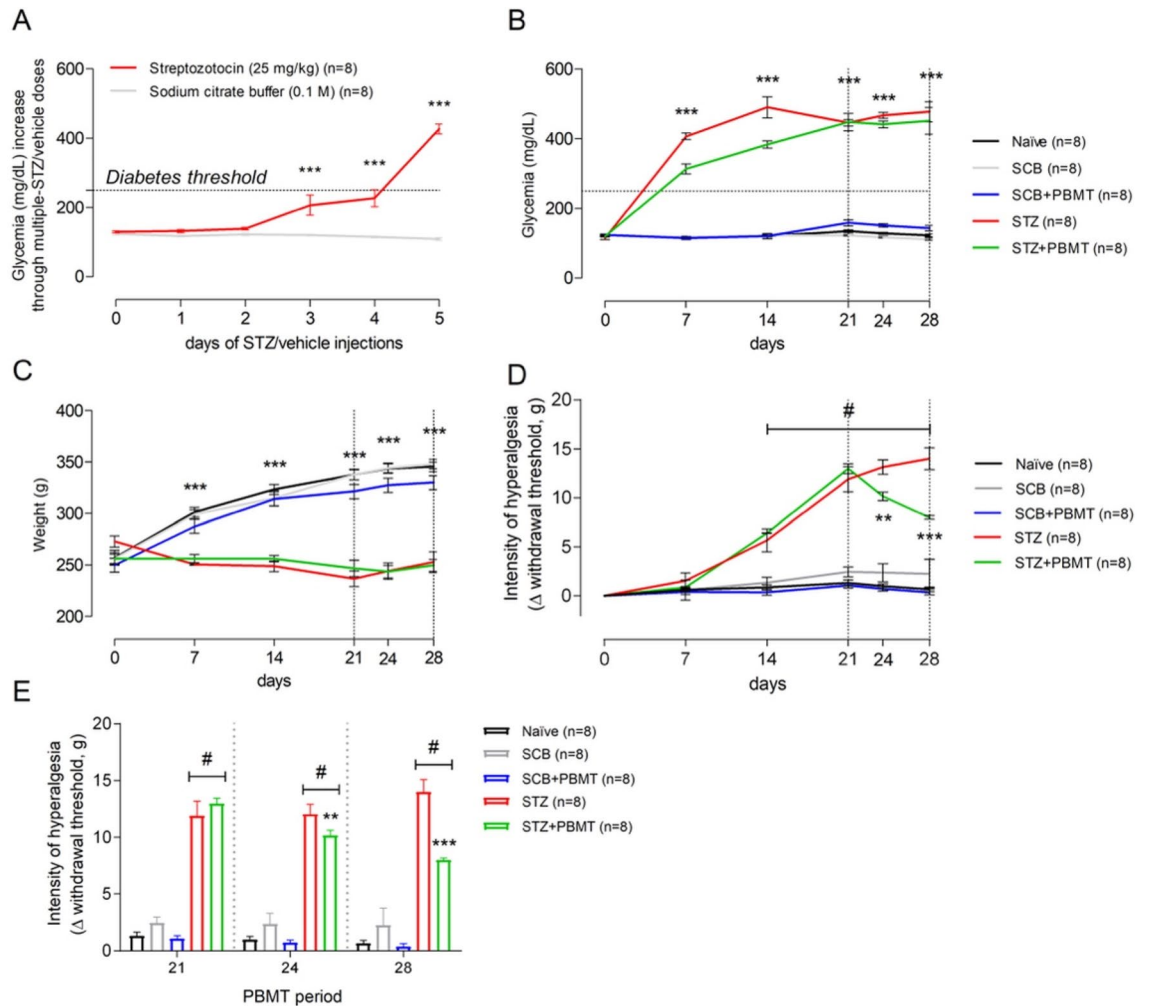 A
Glycemia (mg/dL) increase
through multiple-STZ/vehicle doses
600
400
200
0
Streptozotocin (25 mg/kg) (n=8)
Sodium citrate buffer (0.1 M) (n=8)
Diabetes threshold
***
***
***
0 1 2 3 4 5
days of STZ/vehicle injections
B
Glycemia (mg/dL)
600
400
200
0
***
***
***
***
***
0 7 14 21 24 28
days
Naïve (n=8)
SCB (n=8)
SCB+PBMT (n=8)
STZ (n=8)
STZ+PBMT (n=8)
C
Weight (g)
400
350
300
250
200
***
***
***
***
***
0 7 14 21 24 28
days
D
Intensity of hyperalgesia
(Δ withdrawal threshold, g)
20
15
10
5
0
#
**
***
0 7 14 21 24 28
days
Naïve (n=8)
SCB (n=8)
SCB+PBMT (n=8)
STZ (n=8)
STZ+PBMT (n=8)
E
Intensity of hyperalgesia
(Δ withdrawal threshold, g)
20
15
10
5
0
#
#
**
#
***
21 24 28
PBMT period
Naïve (n=8)
SCB (n=8)
SCB+PBMT (n=8)
STZ (n=8)
STZ+PBMT (n=8)